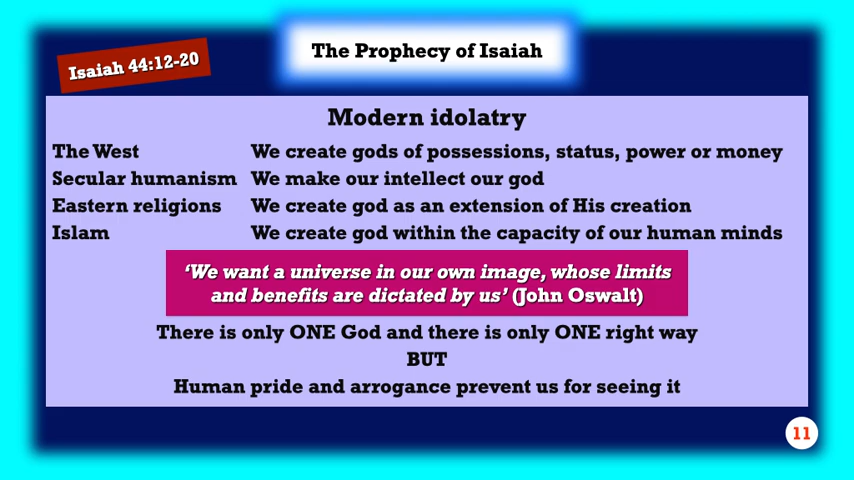 The Prophecy of Isaiah
Isaiah 44:12-20
Modern idolatry
The West We create gods of possessions, status, power or money
Secular humanism We make our intellect our god
Eastern religions We create god as an extension of His creation
Islam We create god within the capacity of our human minds
‘We want a universe in our own image, whose limits
and benefits are dictated by us’ (John Oswalt)
There is only ONE God and there is only ONE right way
BUT
Human pride and arrogance prevent us for seeing it
11